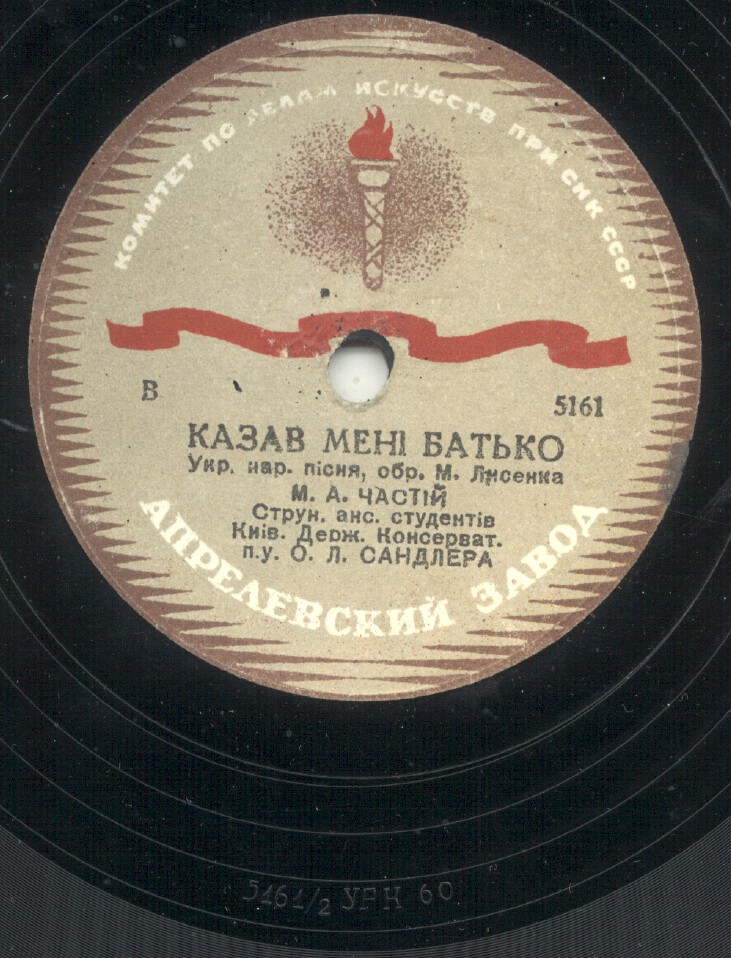 КОМИТЕТ ПО ДЕЛАМ ИСКУССТВ ПРИ СНК СССР
В
5161
КАЗАВ МЕНІ БАТЬКО
Укр. нар. пісня, обр. М. Лисенка
М. А. ЧАСТІЙ
Струн. анс. студентів
Київ. Держ. Консерват.
п.у. О. Л. САНДЛЕРА
АПРЕЛЕВСКИЙ ЗАВОД
5161/2 УРН 60